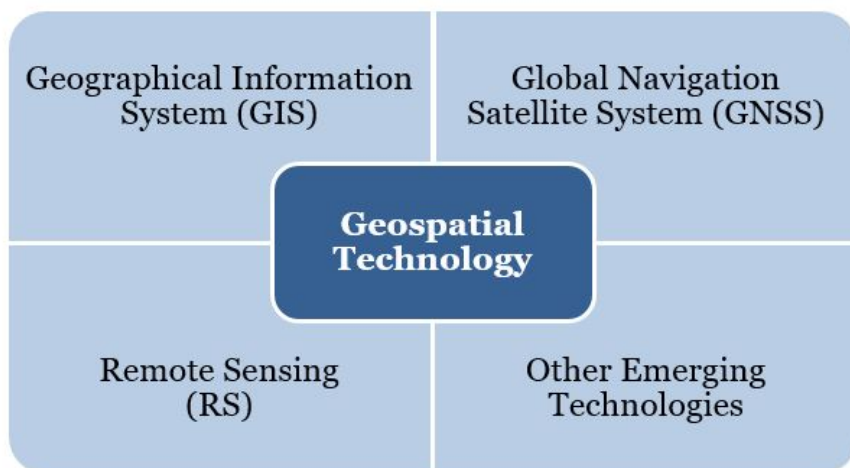 Geographical Information
System (GIS)
Global Navigation
Satellite System (GNSS)
Geospatial
Technology
Remote Sensing
(RS)
Other Emerging
Technologies